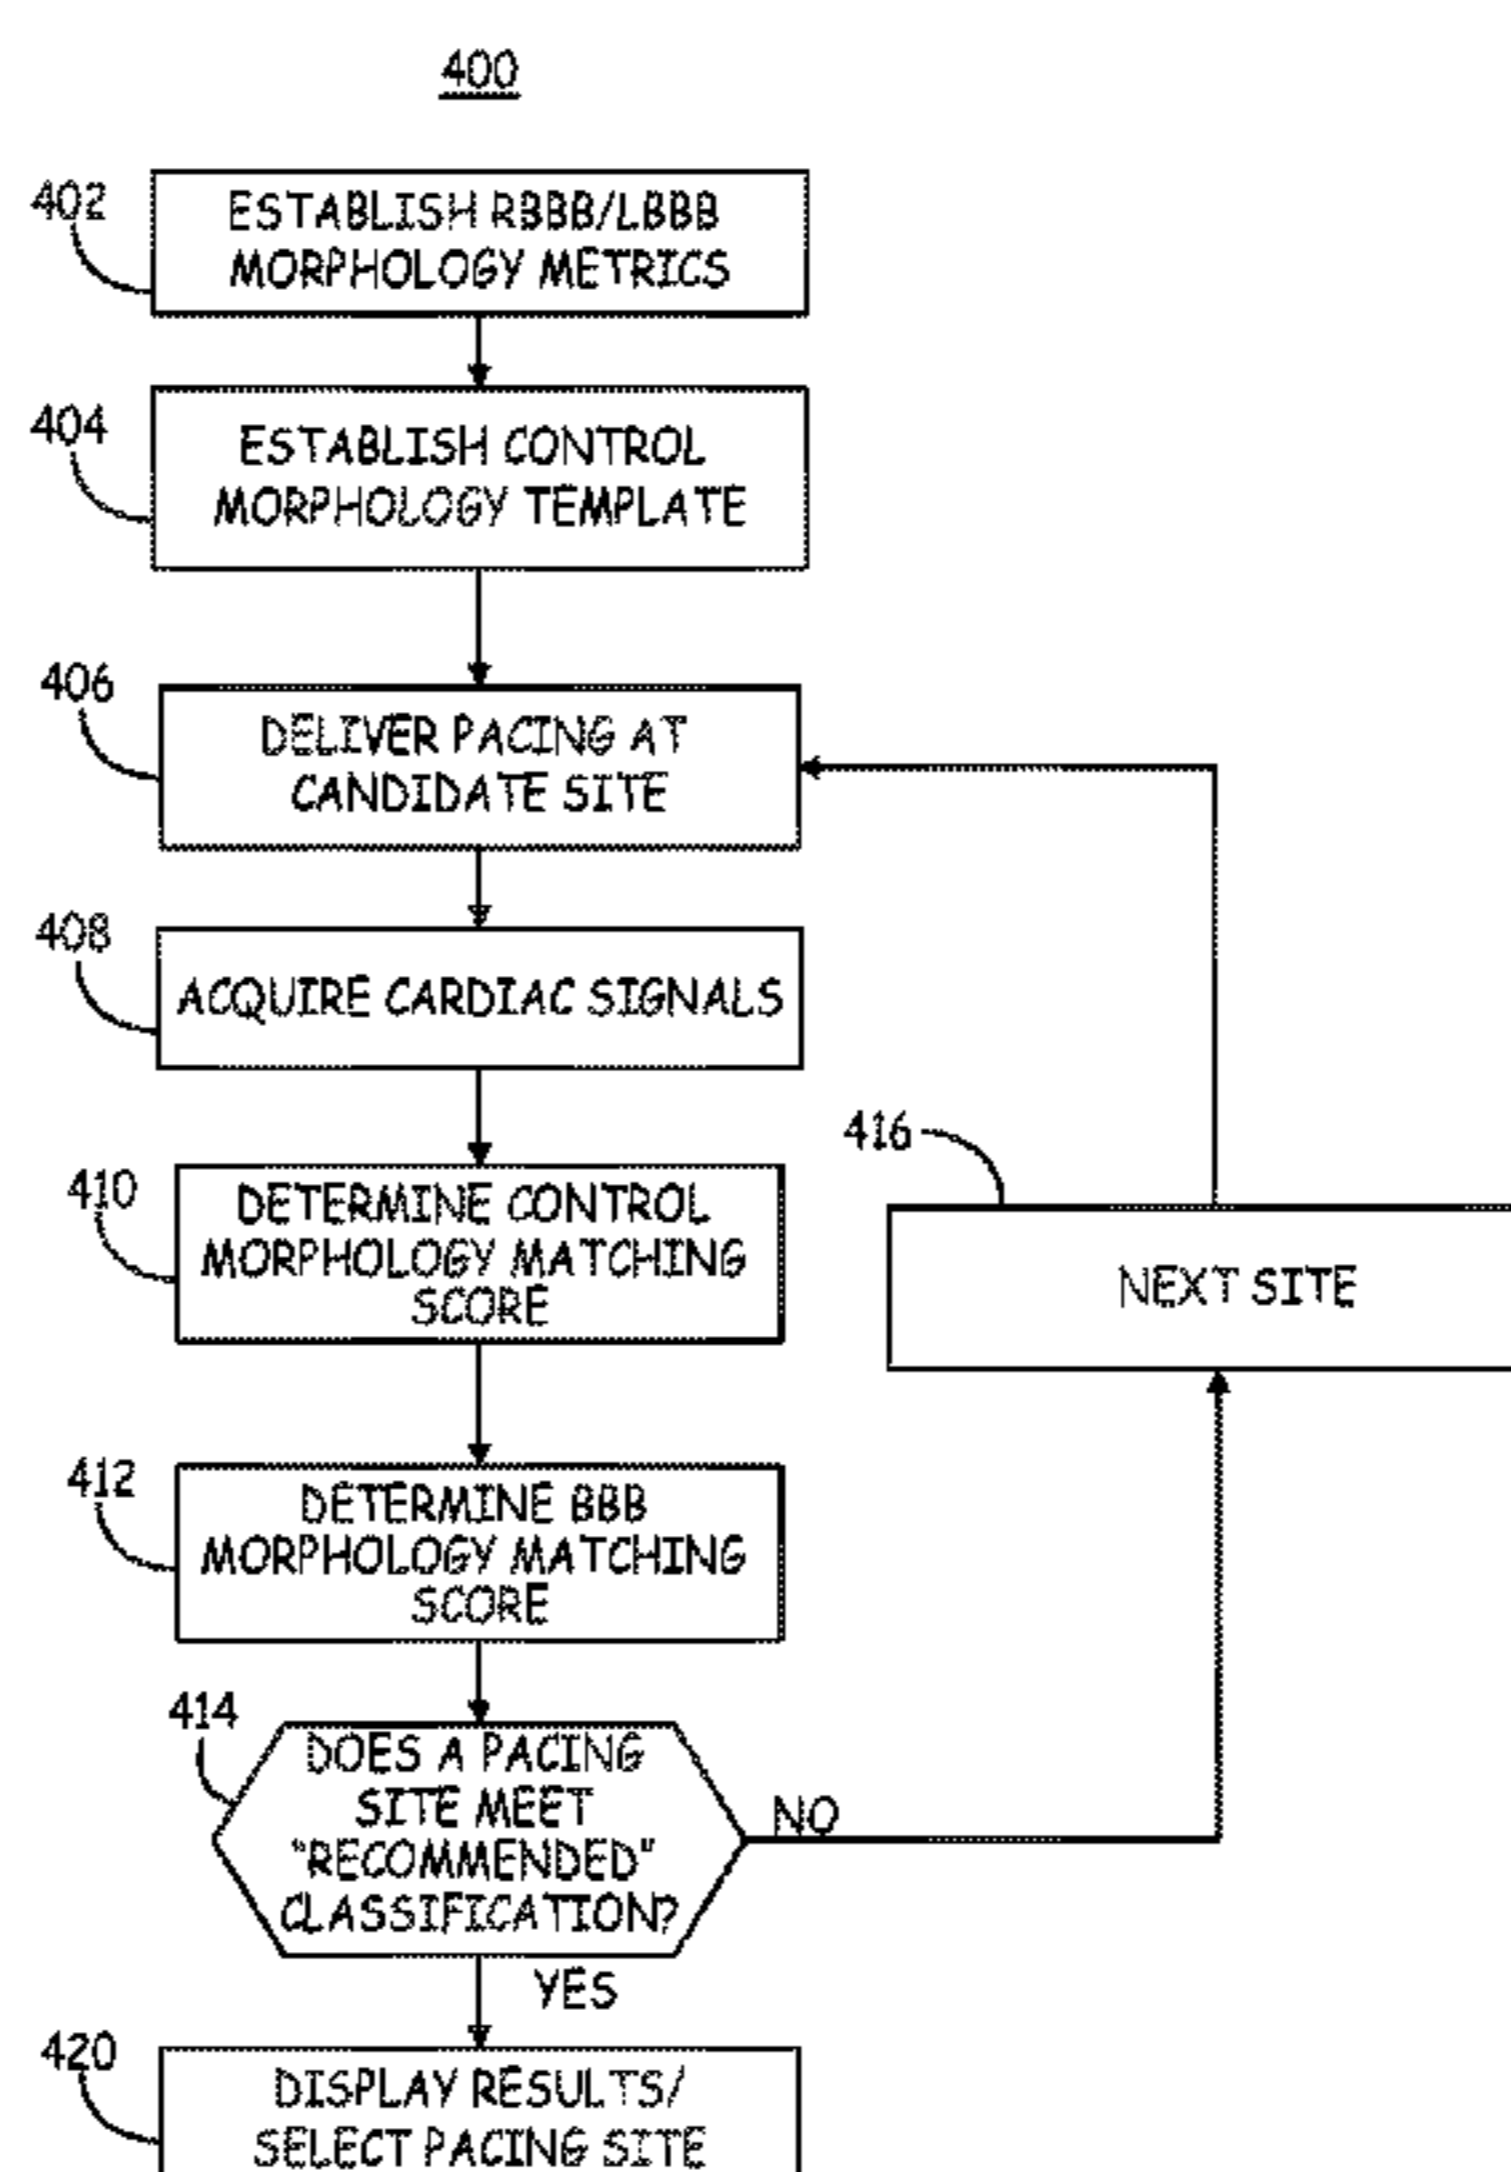 400
402
ESTABLISH RBBB/LBBB
MORPHOLOGY METRICS
404
ESTABLISH CONTROL
MORPHOLOGY TEMPLATE
406
DELIVER PACING AT
CANDIDATE SITE
408
ACQUIRE CARDIAC SIGNALS
410
DETERMINE CONTROL
MORPHOLOGY MATCHING
SCORE
416
NEXT SITE
412
DETERMINE BBB
MORPHOLOGY MATCHING
SCORE
414
DOES A PACING
SITE MEET
"RECOMMENDED"
CLASSIFICATION?
NO
YES
420
DISPLAY RESULTS/
SELECT PACING SITE